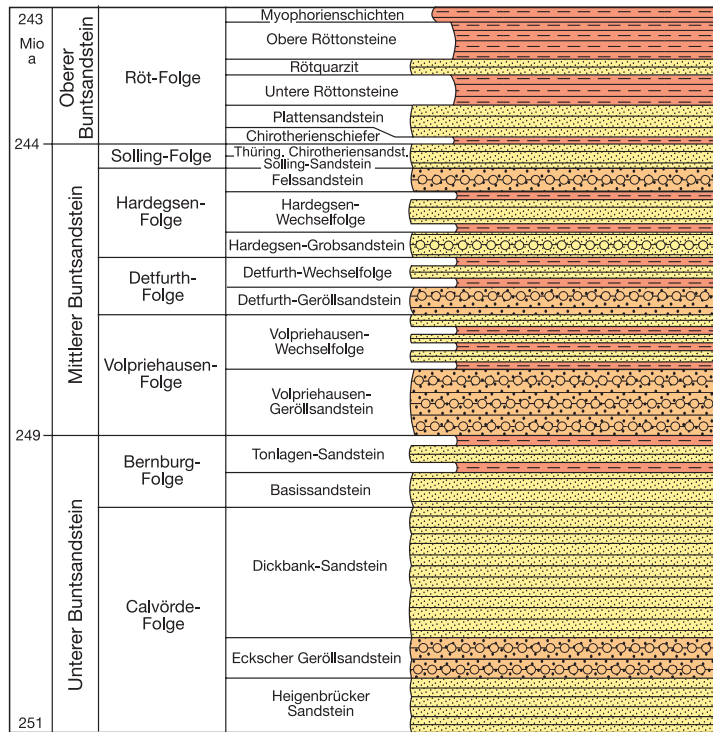 243
Mio
a
244
249
251
Oberer
Buntsandstein
Mittlerer Buntsandstein
Unterer Buntsandstein
Röt-Folge
Solling-Folge
Hardegsen-
Folge
Detfurth-
Folge
Volpriehausen-
Folge
Bernburg-
Folge
Calvörde-
Folge
Myophorienschichten
Obere Röttonsteine
Rötquarzit
Untere Röttonsteine
Plattensandstein
Chirotherienschiefer
Thüring. Chirotheriensandst.
Solling-Sandstein
Felssandstein
Hardegsen-
Wechselfolge
Hardegsen-Grobsandstein
Detfurth-Wechselfolge
Detfurth-Geröllsandstein
Volpriehausen-
Wechselfolge
Volpriehausen-
Geröllsandstein
Tonlagen-Sandstein
Basissandstein
Dickbank-Sandstein
Eckscher Geröllsandstein
Heigenbrücker
Sandstein